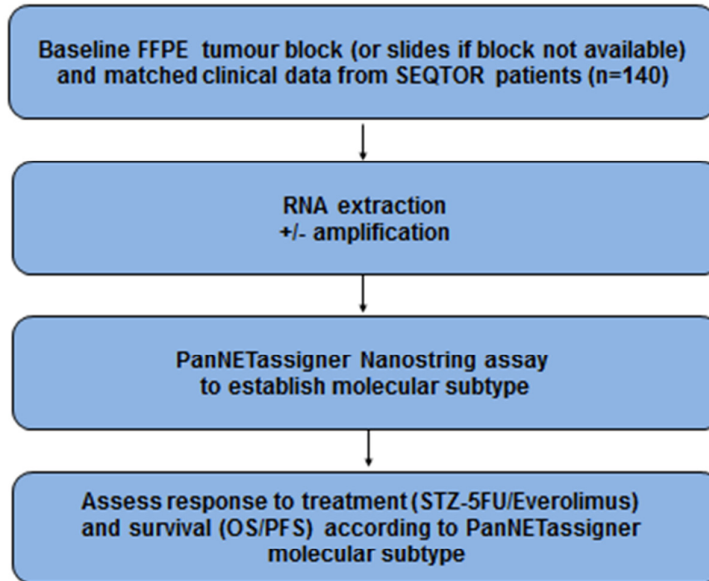 Baseline FFPE tumour block (or slides if block not available)
and matched clinical data from SEQTOR patients (n=140)
RNA extraction
+/- amplification
PanNETassigner Nanostring assay
to establish molecular subtype
Assess response to treatment (STZ-5FU/Everolimus)
and survival (OS/PFS) according to PanNETassigner
molecular subtype